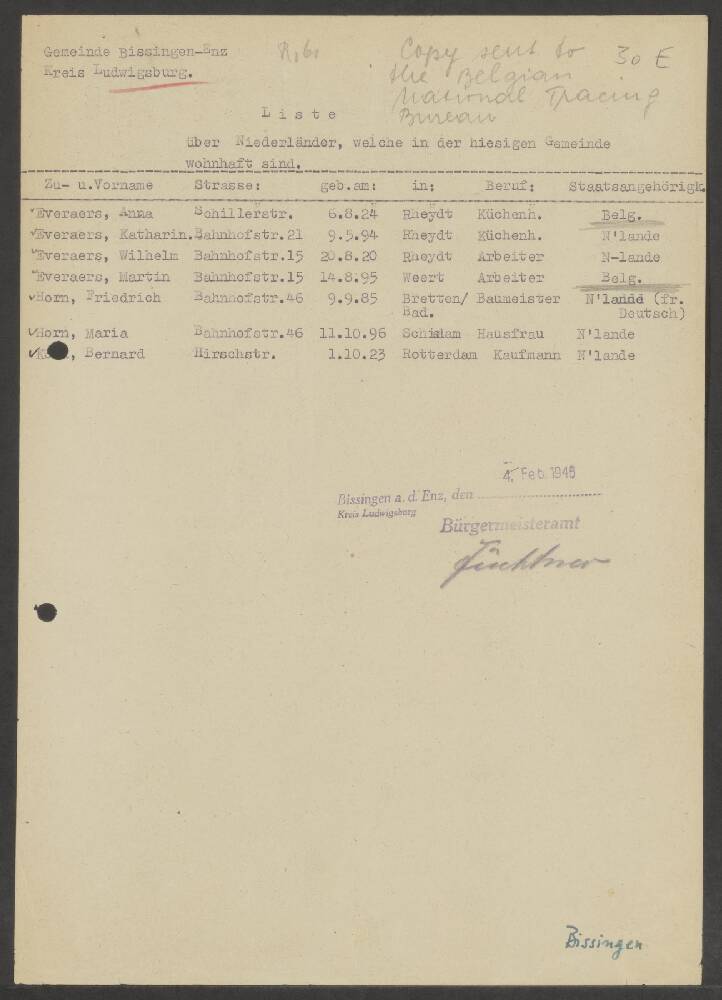 Gemeinde Bissingen-Enz
Kreis Ludwigsburg.
Copy sent to
the Belgian
National Tracing
Bureau
30 E
L i s t e
über Niederländer, welche in der hiesigen Gemeinde
wohnhaft sind.
Zu- u.Vorname Strasse: geb.am: in: Beruf: Staatsangehörigk.
Everaers, Anna Schillerstr. 6.8.24 Rheydt Küchenh. Belg.
Everaers, Katharin. Bahnhofstr.21 9.5.94 Rheydt Küchenh. N'lande
Everaers, Wilhelm Bahnhofstr.15 20.8.20 Rheydt Arbeiter N-lande
Everaers, Martin Bahnhofstr.15 14.8.95 Weert Arbeiter Belg.
Horn, Friedrich Bahnhofstr.46 9.9.85 Bretten/ Baumeister N'lande (fr.
Bad. Deutsch)
Horn, Maria Bahnhofstr.46 11.10.96 Hausfrau N'lande
Bernard Hirschstr. 1.10.23 Rotterdam Kaufmann N'lande
4. Feb. 1946
Bissingen a. d. Enz, den
Kreis Ludwigsburg
Bürgermeisteramt
Bissingen